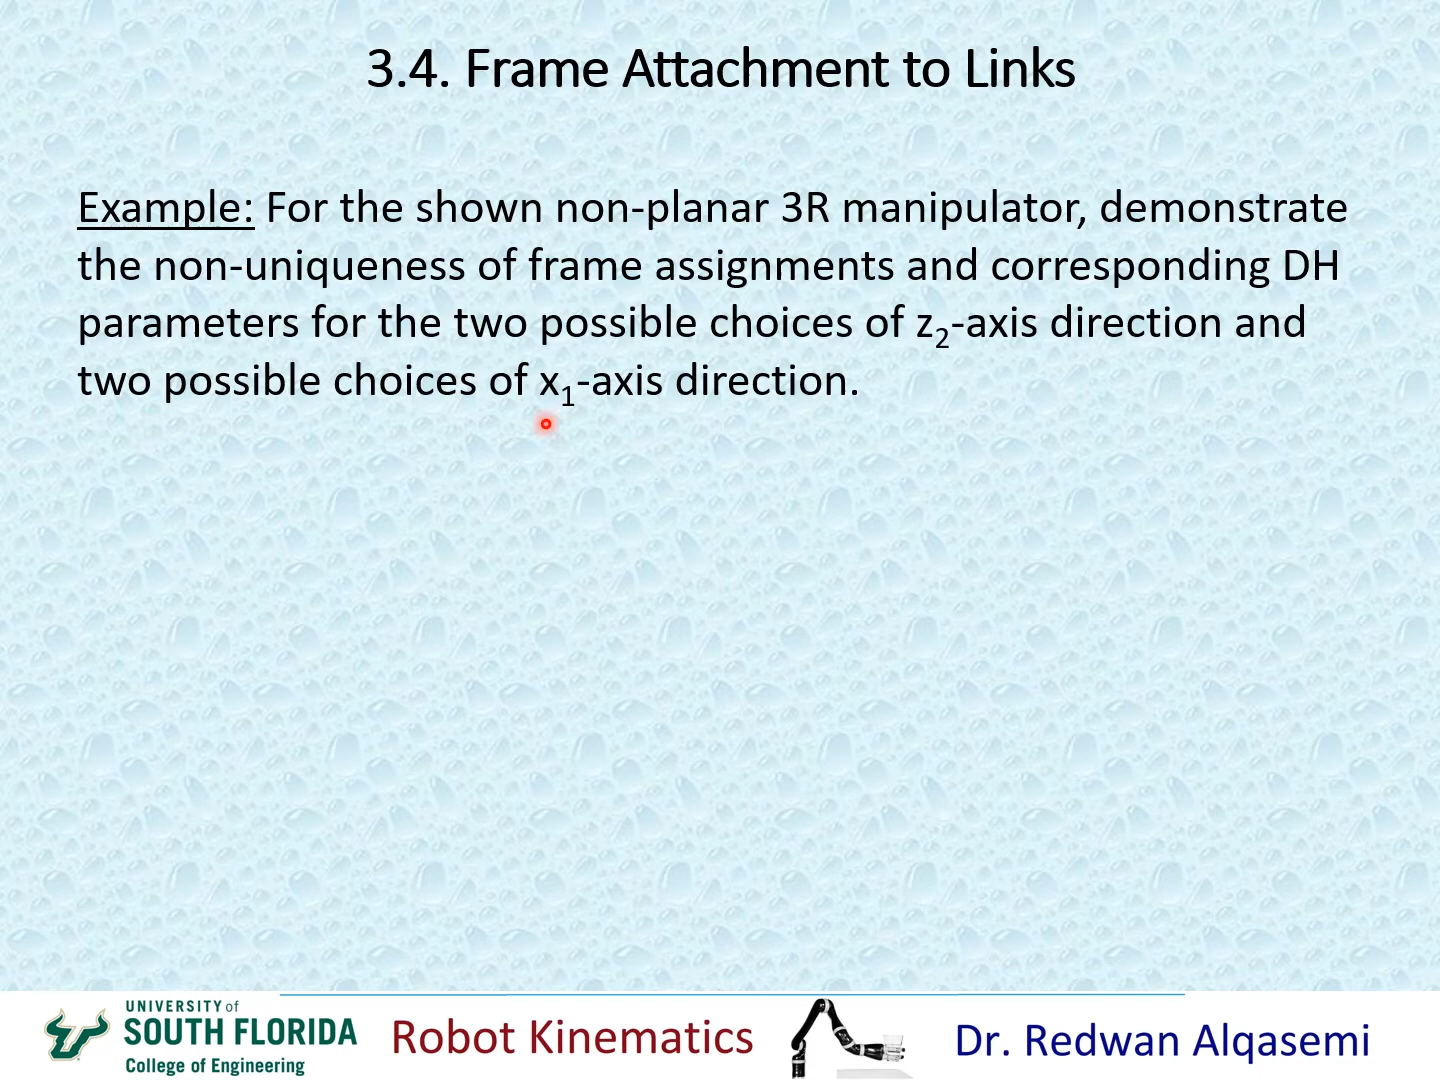 3.4. Frame Attachment to Links
Example: For the shown non-planar 3R manipulator, demonstrate
the non-uniqueness of frame assignments and corresponding DH
parameters for the two possible choices of z₂-axis direction and
two possible choices of x₁-axis direction.
UNIVERSITY of
SOUTH FLORIDA
College of Engineering
Robot Kinematics
Dr. Redwan Alqasemi